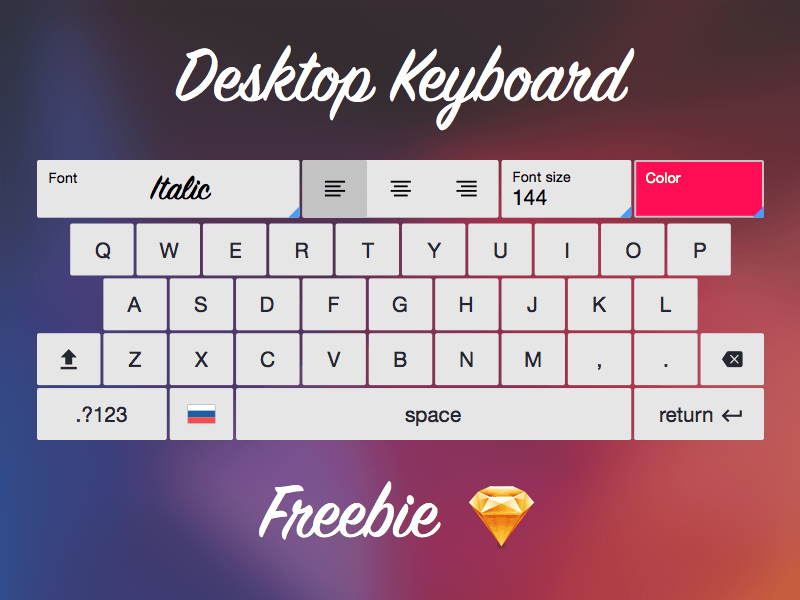 Desktop Keyboard
Font Italic Font size Color
144
Q W E R T Y U I O P
A S D F G H J K L
Z X C V B N M , .
.?123 space return
Freebie